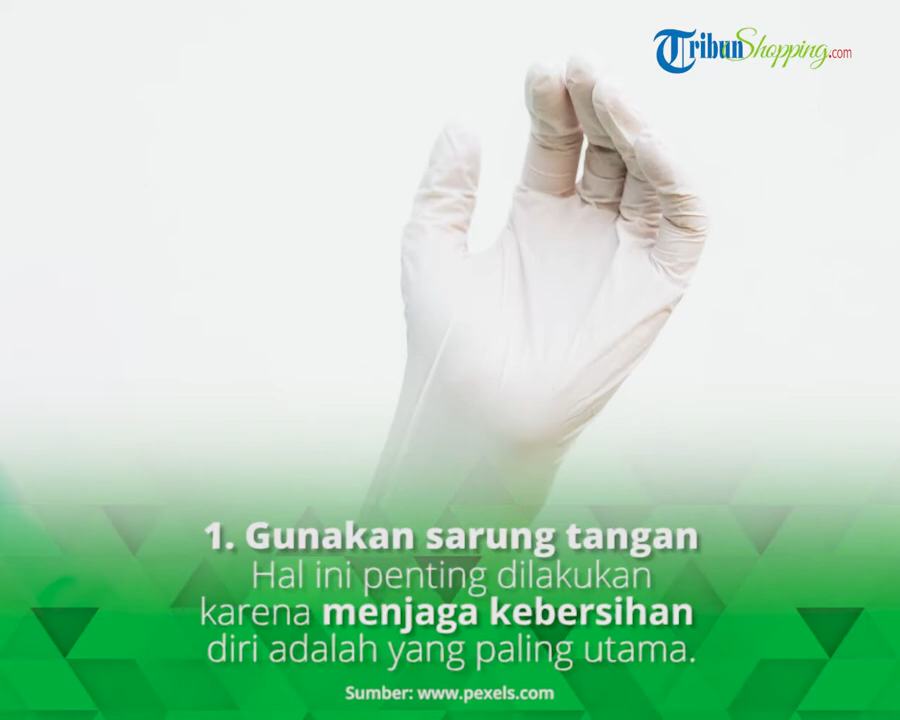 TribunShopping.com
1. Gunakan sarung tangan
Hal ini penting dilakukan
karena menjaga kebersihan
diri adalah yang paling utama.
Sumber: www.pexels.com